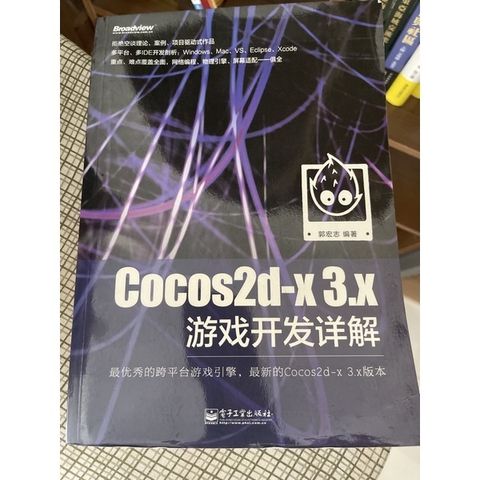 Broadview
拒绝空谈理论，案例、项目驱动式作品
多平台、多IDE开发剖析，Windows、Mac、VS、Eclipse、Xcode
重点、难点覆盖全面，网络编程、物理引擎、屏幕适配——俱全
郭宏志 编著
Cocos2d-x 3.x
游戏开发详解
最优秀的跨平台游戏引擎，最新的Cocos2d-x 3.x版本
电子工业出版社